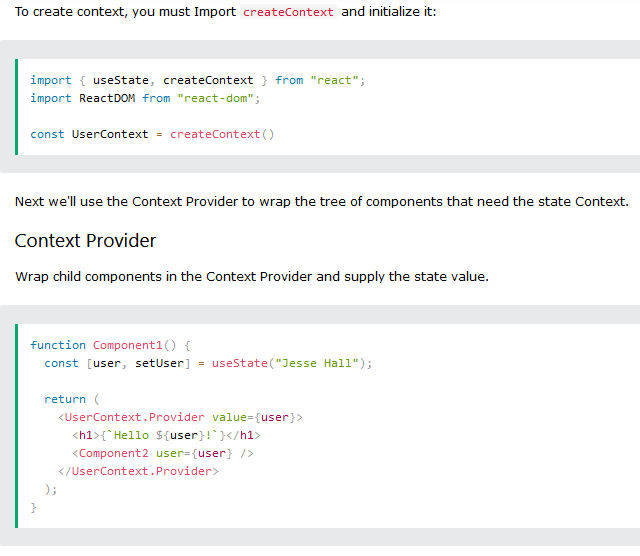 To create context, you must Import createContext and initialize it:
import { useState, createContext } from "react";
import ReactDOM from "react-dom";
const UserContext = createContext()
Next we'll use the Context Provider to wrap the tree of components that need the state Context.
Context Provider
Wrap child components in the Context Provider and supply the state value.
function Component1() {
  const [user, setUser] = useState("Jesse Hall");
  return (
    <UserContext.Provider value={user}>
      <h1>{`Hello ${user}!`}</h1>
      <Component2 user={user} />
    </UserContext.Provider>
  );
}